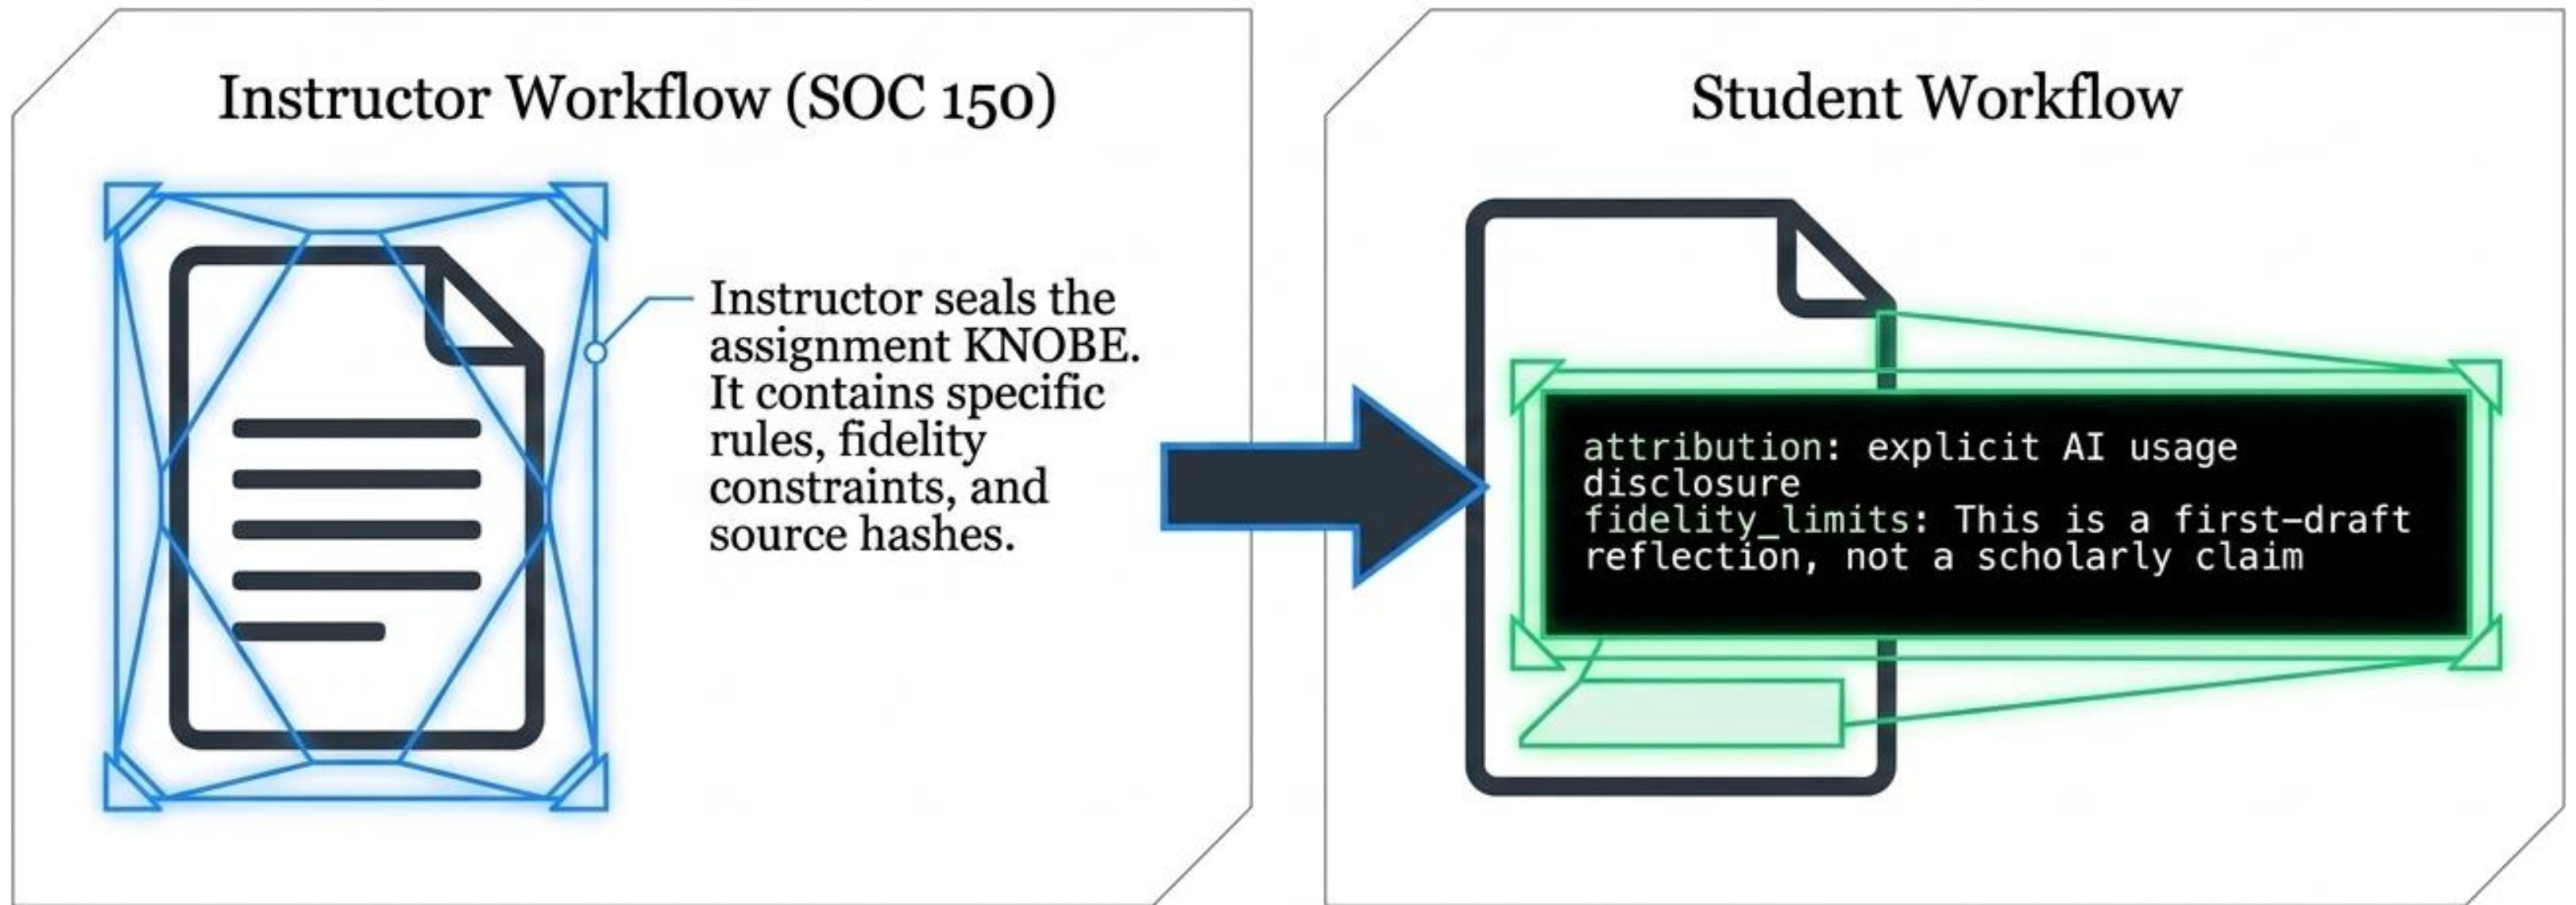 Instructor Workflow (SOC 150)
Instructor seals the
assignment KNOBE.
It contains specific
rules, fidelity
constraints, and
source hashes.
Student Workflow
attribution: explicit AI usage
disclosure
fidelity_limits: This is a first-draft
reflection, not a scholarly claim